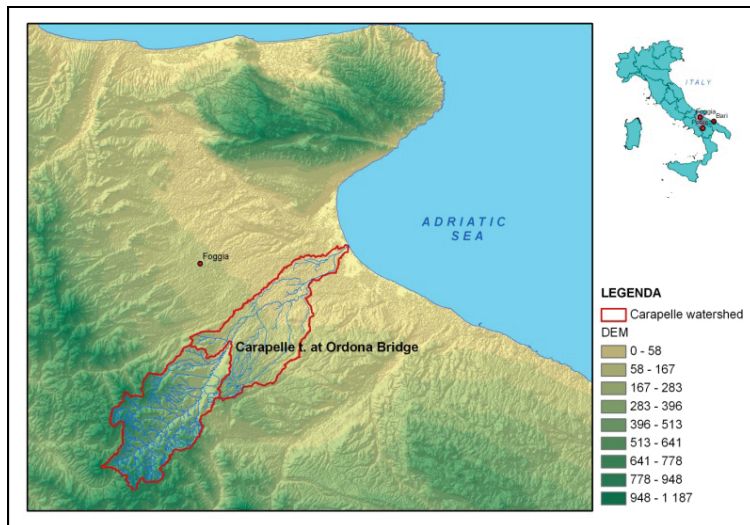 ITALY
Foggia
Bari
ADRIATIC
SEA
Foggia
Carapelle t. at Ordona Bridge
LEGENDA
Carapelle watershed
DEM
0 - 58
58 - 167
167 - 283
283 - 396
396 - 513
513 - 641
641 - 778
778 - 948
948 - 1 187